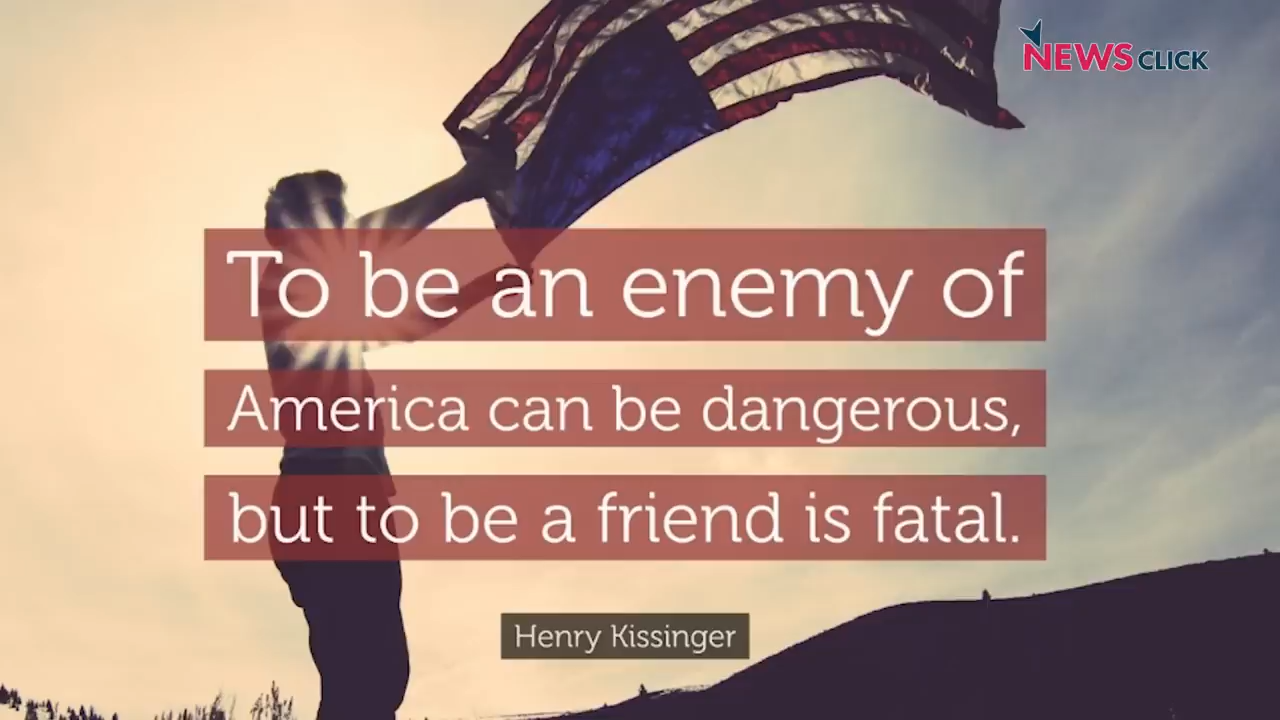 NEWSCLICK
To be an enemy of
America can be dangerous,
but to be a friend is fatal.
Henry Kissinger